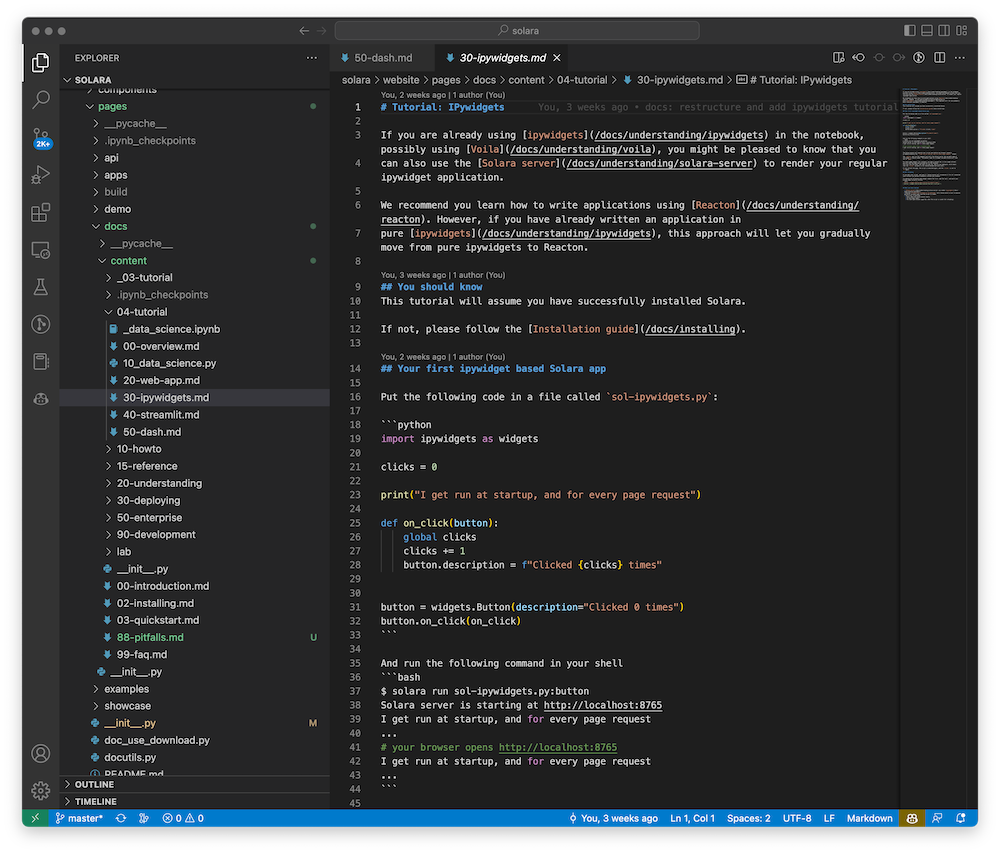 solara
EXPLORER
SOLARA
components
pages
__pycache__
.ipynb_checkpoints
api
apps
build
demo
docs
__pycache__
content
_03-tutorial
.ipynb_checkpoints
04-tutorial
_data_science.ipynb
00-overview.md
10_data_science.py
20-web-app.md
30-ipywidgets.md
40-streamlit.md
50-dash.md
10-howto
15-reference
20-understanding
30-deploying
50-enterprise
90-development
lab
__init__.py
00-introduction.md
02-installing.md
03-quickstart.md
88-pitfalls.md U
99-faq.md
__init__.py
examples
showcase
__init__.py M
doc_use_download.py
docutils.py
README.md
OUTLINE
TIMELINE
2K+
50-dash.md 30-ipywidgets.md
solara > website > pages > docs > content > 04-tutorial > 30-ipywidgets.md > # Tutorial: IPywidgets
You, 2 weeks ago | 1 author (You)
1 # Tutorial: IPywidgets You, 3 weeks ago • docs: restructure and add ipywidgets tutorial
2
3 If you are already using [ipywidgets](/docs/understanding/ipywidgets) in the notebook,
possibly using [Voila](/docs/understanding/voila), you might be pleased to know that you
4 can also use the [Solara server](/docs/understanding/solara-server) to render your regular
ipywidget application.
5
6 We recommend you learn how to write applications using [Reacton](/docs/understanding/
reacton). However, if you have already written an application in
7 pure [ipywidgets](/docs/understanding/ipywidgets), this approach will let you gradually
move from pure ipywidgets to Reacton.
8
You, 3 weeks ago | 1 author (You)
9 ## You should know
10 This tutorial will assume you have successfully installed Solara.
11
12 If not, please follow the [Installation guide](/docs/installing).
13
You, 2 weeks ago | 1 author (You)
14 ## Your first ipywidget based Solara app
15
16 Put the following code in a file called `sol-ipywidgets.py`:
17
18 ```python
19 import ipywidgets as widgets
20
21 clicks = 0
22
23 print("I get run at startup, and for every page request")
24
25 def on_click(button):
26 global clicks
27 clicks += 1
28 button.description = f"Clicked {clicks} times"
29
30
31 button = widgets.Button(description="Clicked 0 times")
32 button.on_click(on_click)
33 ```
34
35 And run the following command in your shell
36 ```bash
37 $ solara run sol-ipywidgets.py:button
38 Solara server is starting at http://localhost:8765
39 I get run at startup, and for every page request
40 ...
41 # your browser opens http://localhost:8765
42 I get run at startup, and for every page request
43 ...
44 ```
45
master* 0 0 You, 3 weeks ago Ln 1, Col 1 Spaces: 2 UTF-8 LF Markdown